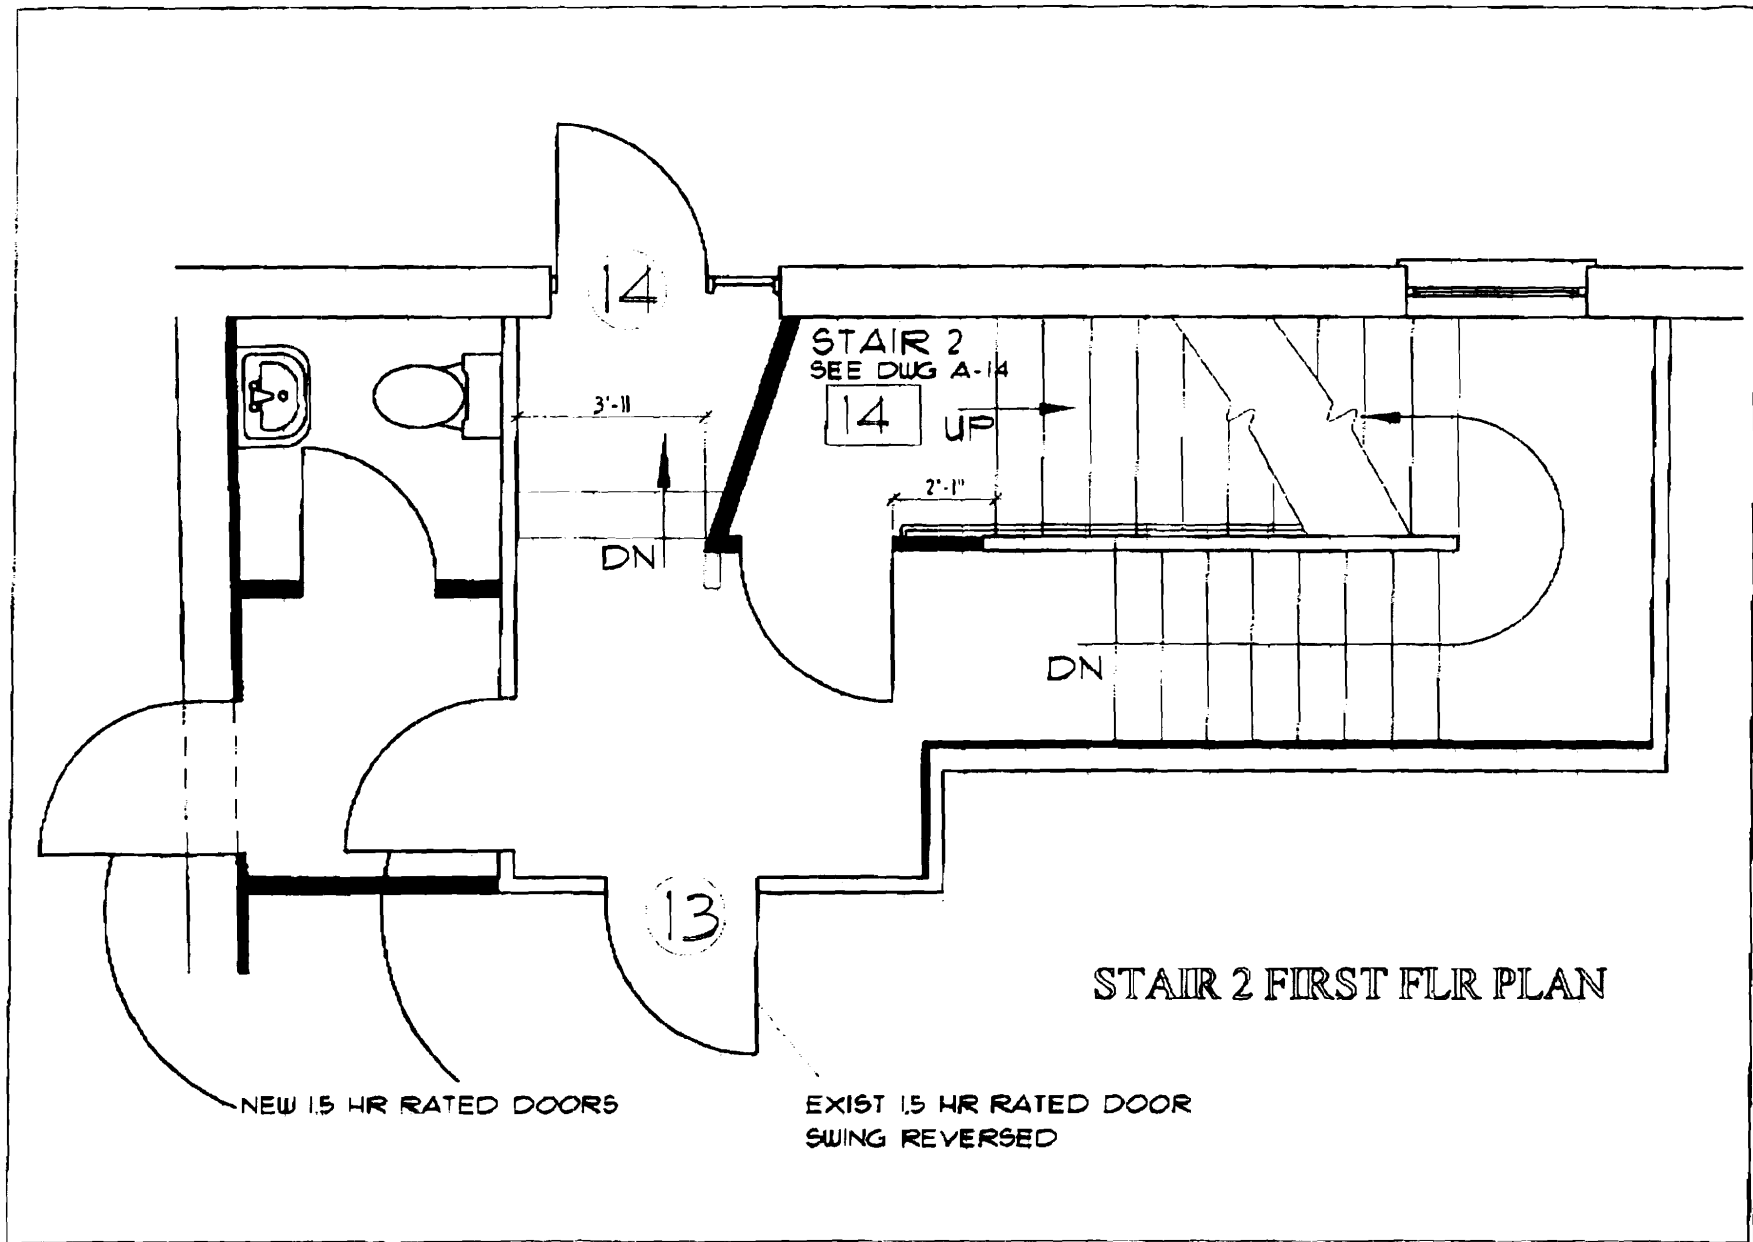 14
STAIR 2
SEE DWG A-14
14
UP
3'-11
2'-1"
DN
DN
13
STAIR 2 FIRST FLR PLAN
NEW 1.5 HR RATED DOORS
EXIST 1.5 HR RATED DOOR
SWING REVERSED